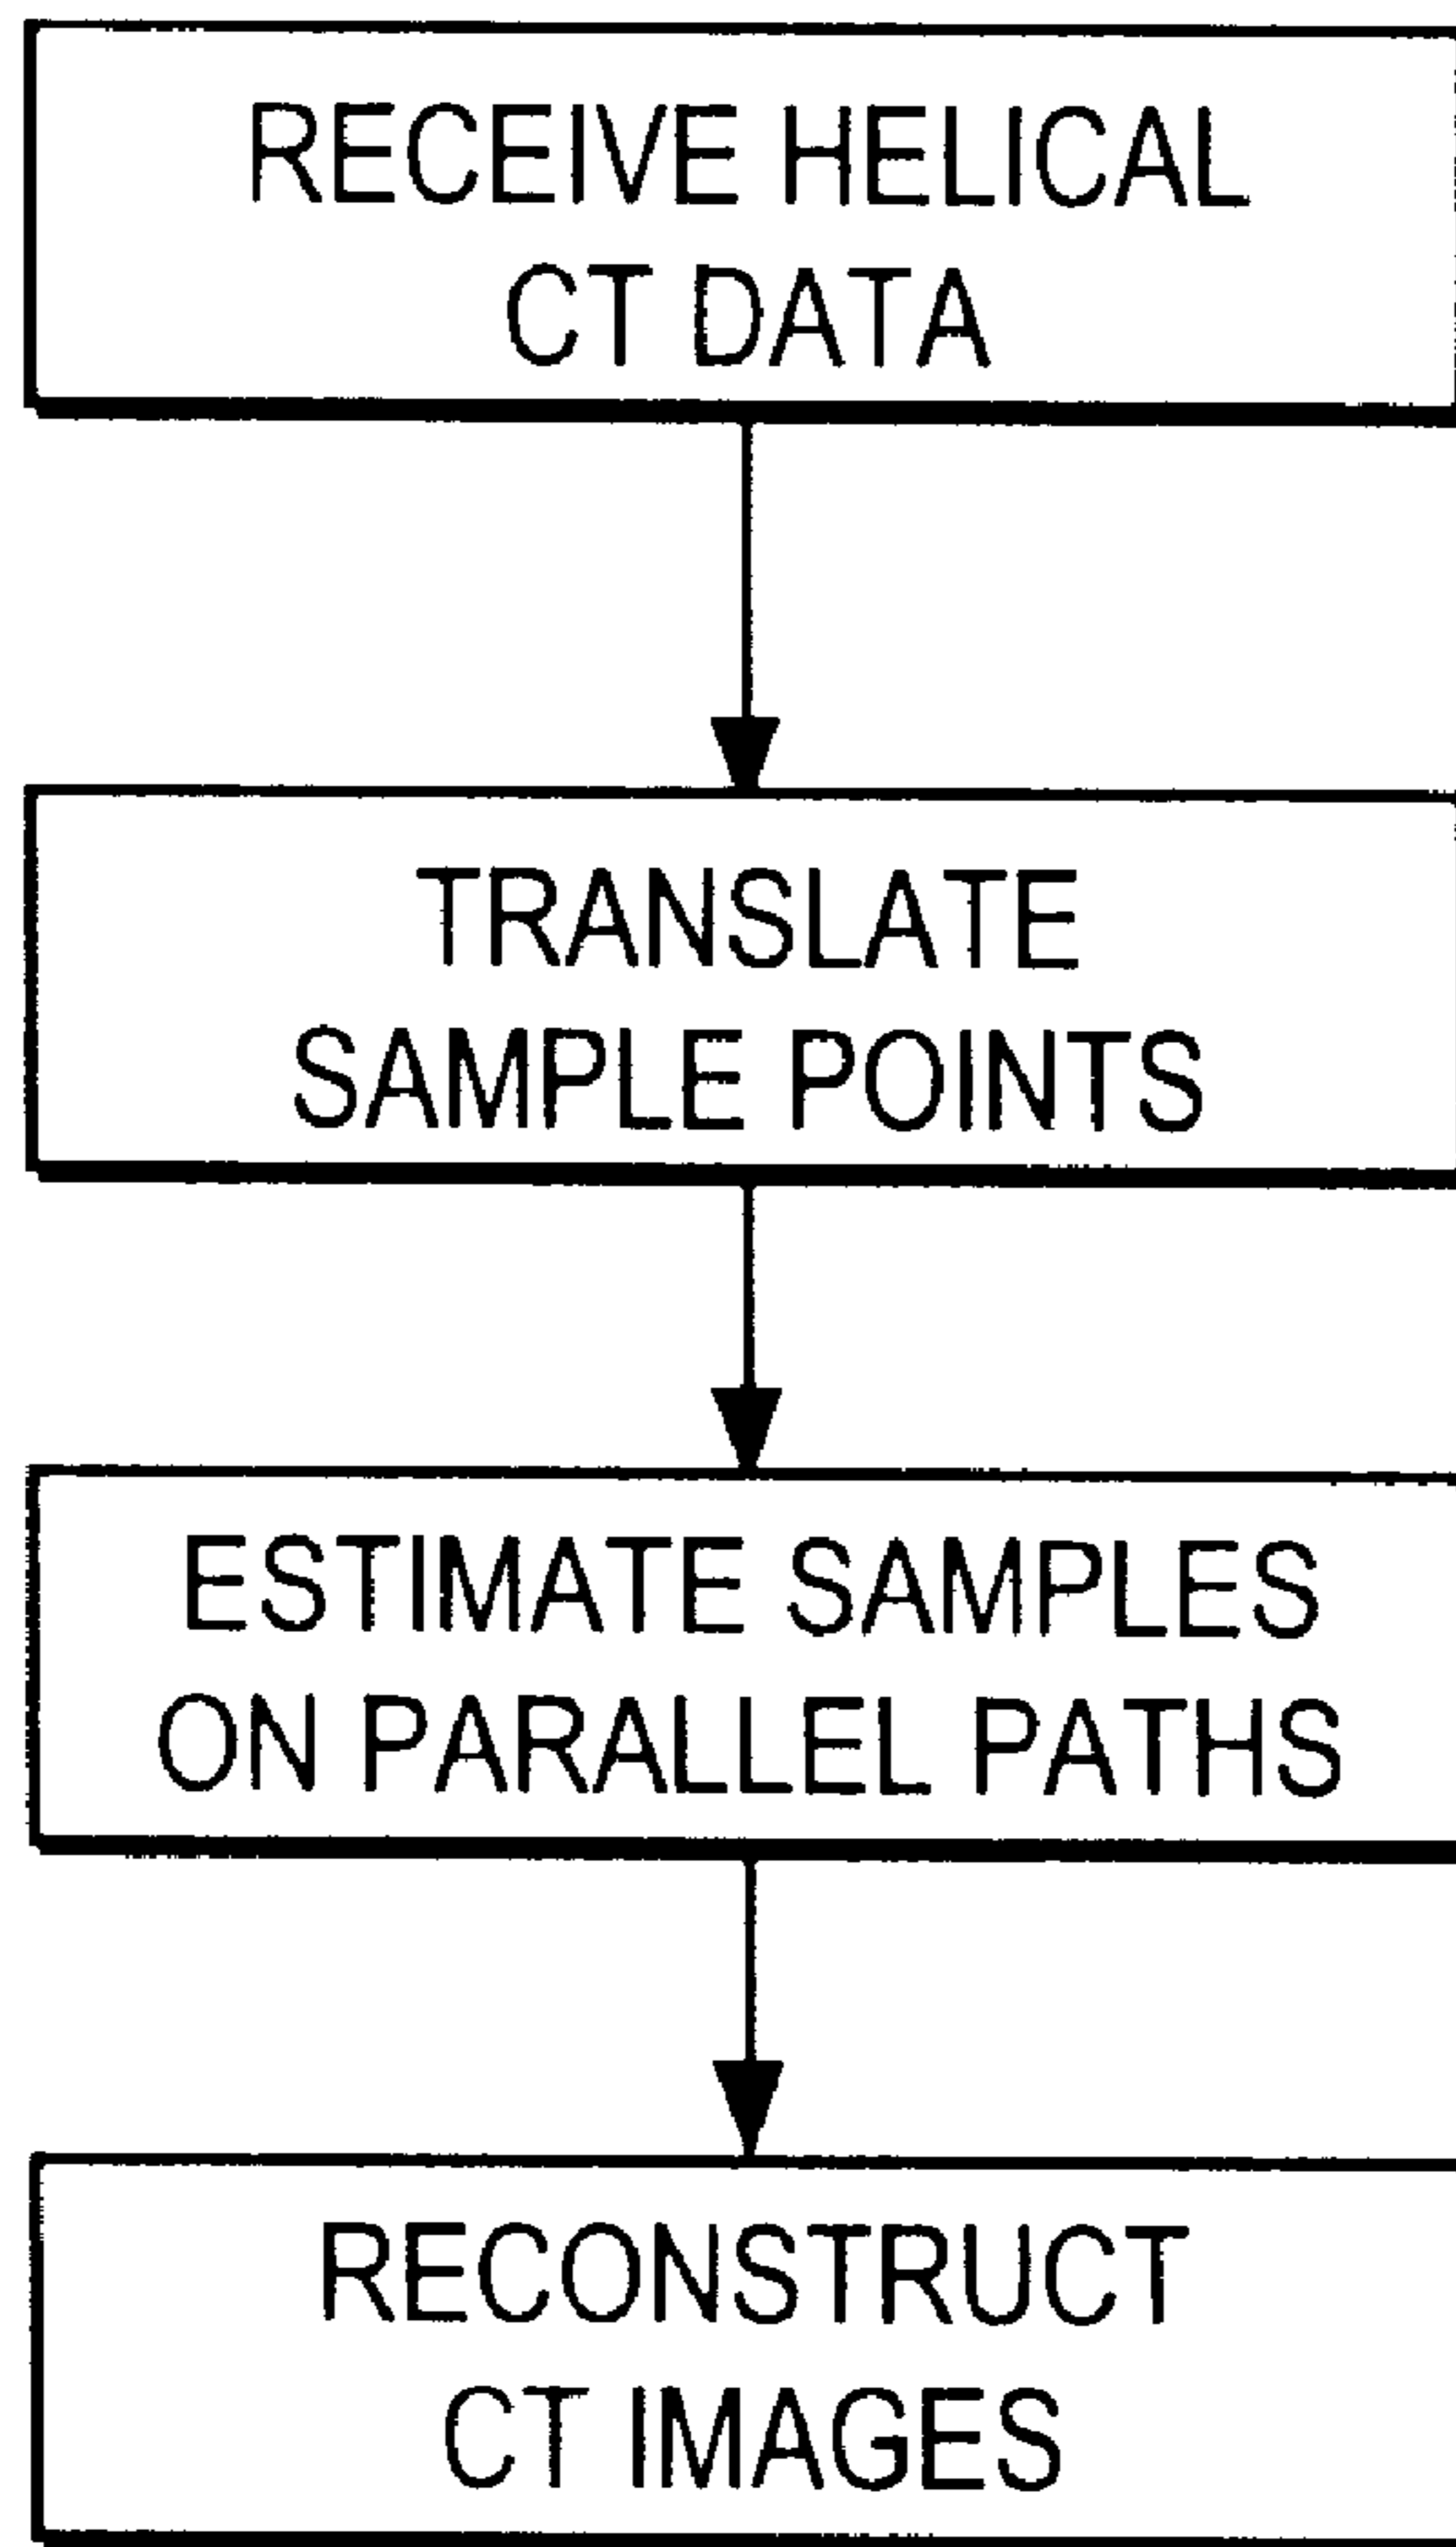 RECEIVE HELICAL
CT DATA
TRANSLATE
SAMPLE POINTS
ESTIMATE SAMPLES
ON PARALLEL PATHS
RECONSTRUCT
CT IMAGES